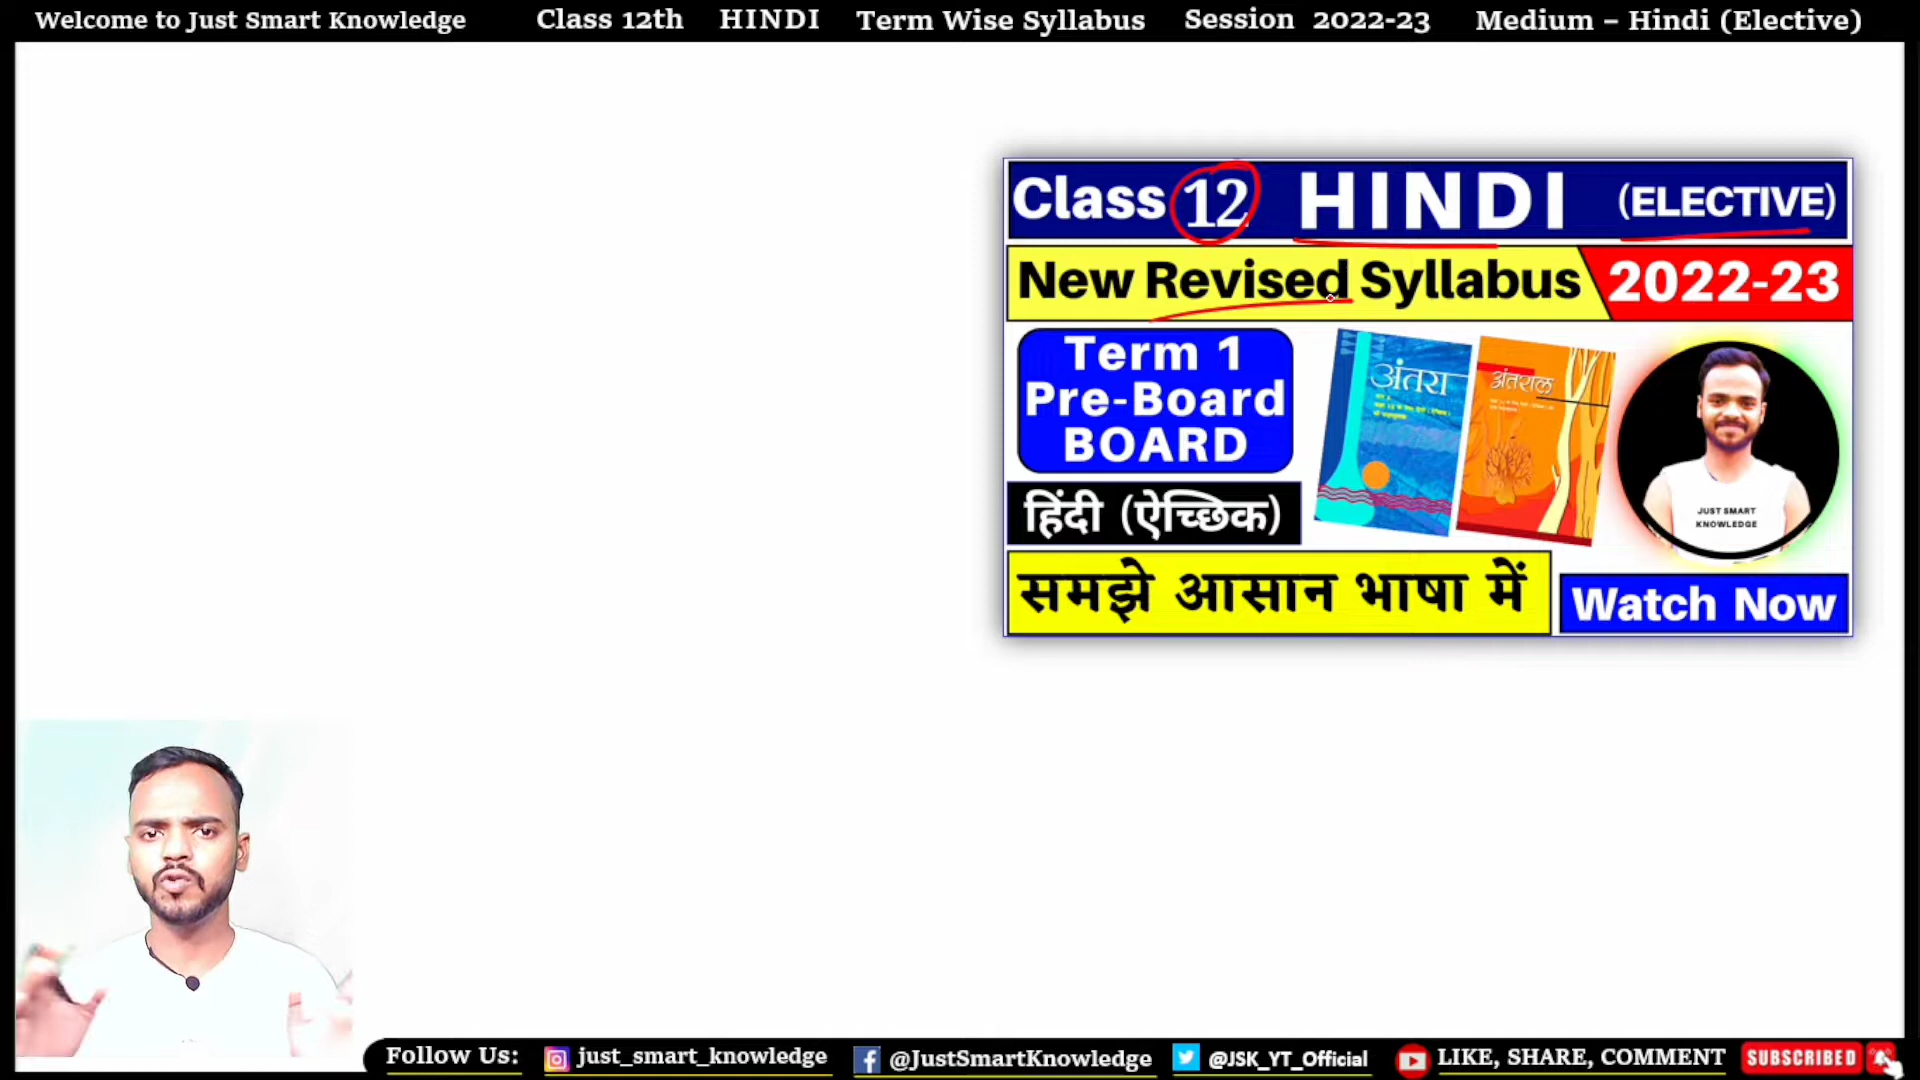 Welcome to Just Smart Knowledge Class 12th HINDI Term Wise Syllabus Session 2022-23 Medium – Hindi (Elective)
Class 12 HINDI (ELECTIVE)
New Revised Syllabus 2022-23
Term 1
Pre-Board
BOARD
अंतरा
अंतराल
JUST SMART
KNOWLEDGE
हिंदी (ऐच्छिक)
समझे आसान भाषा में
Watch Now
Follow Us: just_smart_knowledge @JustSmartKnowledge @JSK_YT_Official LIKE, SHARE, COMMENT SUBSCRIBED